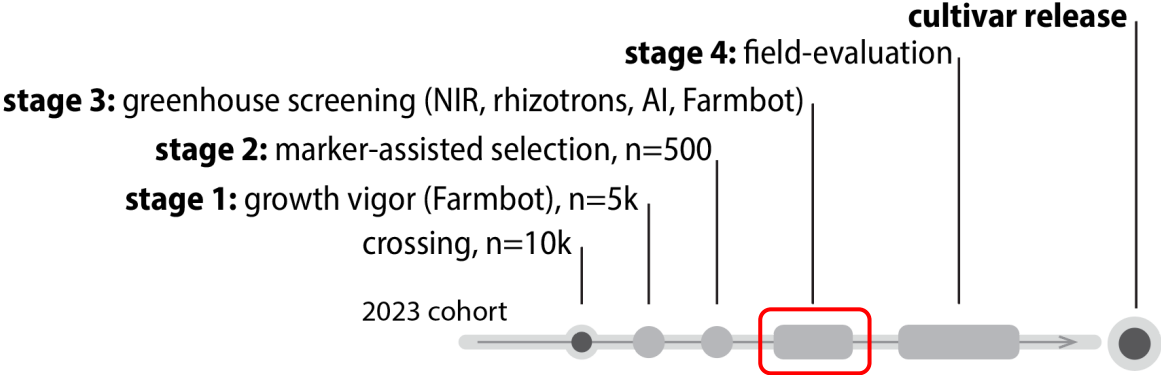 cultivar release
stage 4: field-evaluation
stage 3: greenhouse screening (NIR, rhizotrons, AI, Farmbot)
stage 2: marker-assisted selection, n=500
stage 1: growth vigor (Farmbot), n=5k
crossing, n=10k
2023 cohort